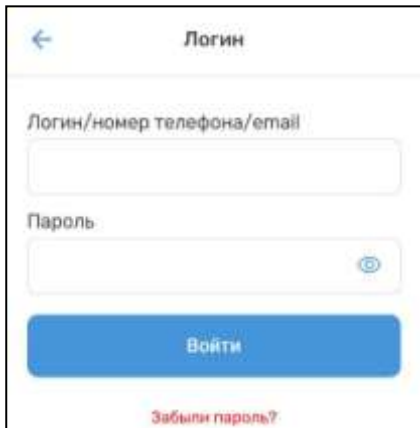 Логин
Логин/номер телефона/email
Пароль
Войти
Забыли пароль?